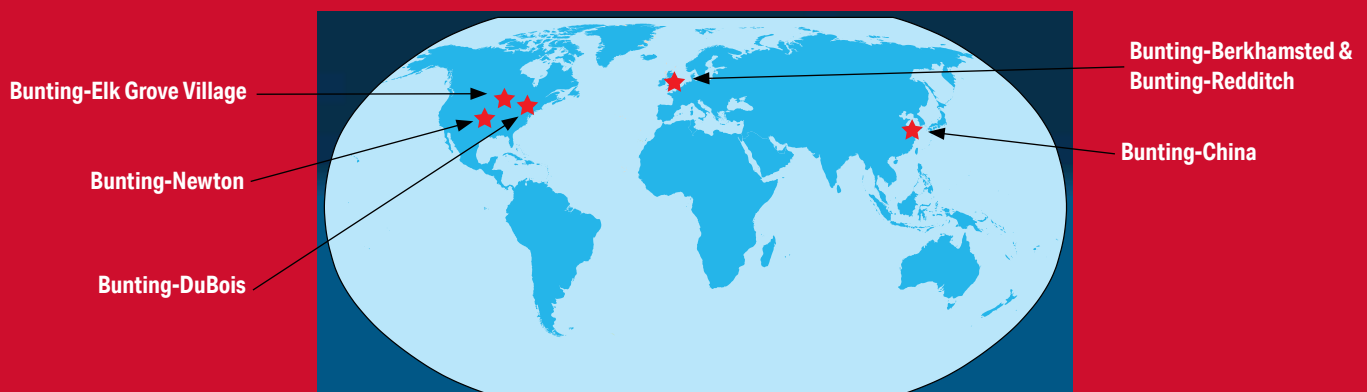 Bunting-Elk Grove Village
Bunting-Newton
Bunting-DuBois
Bunting-Berkhamsted &
Bunting-Redditch
Bunting-China